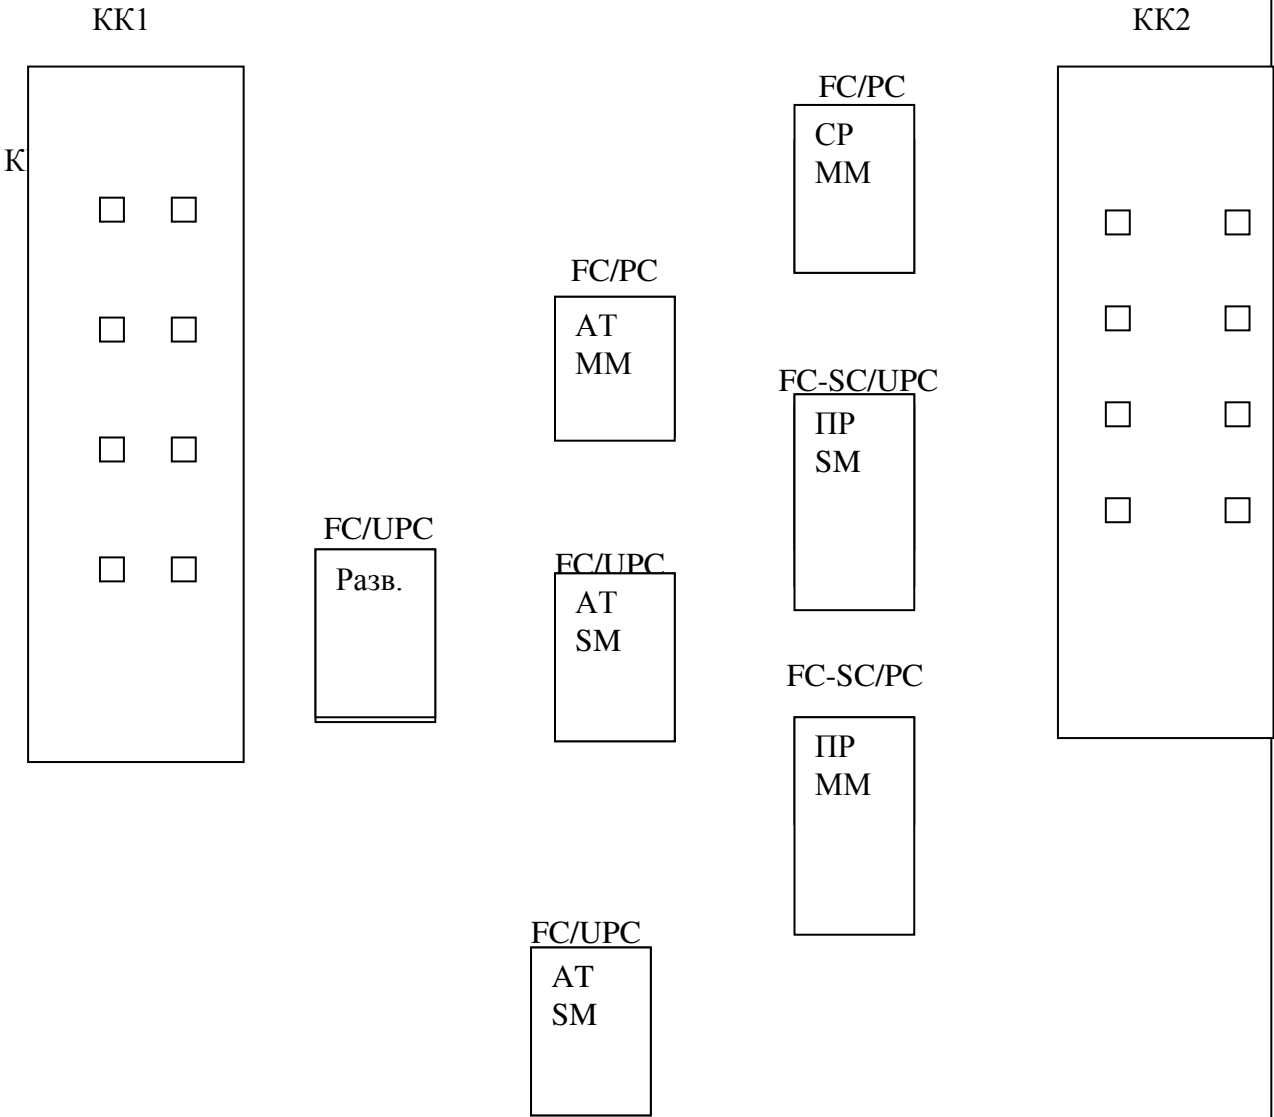 КК1
КК2
FC/PC
СР
ММ
К
FC/PC
АТ
ММ
FC-SC/UPC
ПР
SM
FC/UPC
Разв.
FC/UPC
АТ
SM
FC-SC/PC
ПР
ММ
FC/UPC
АТ
SM